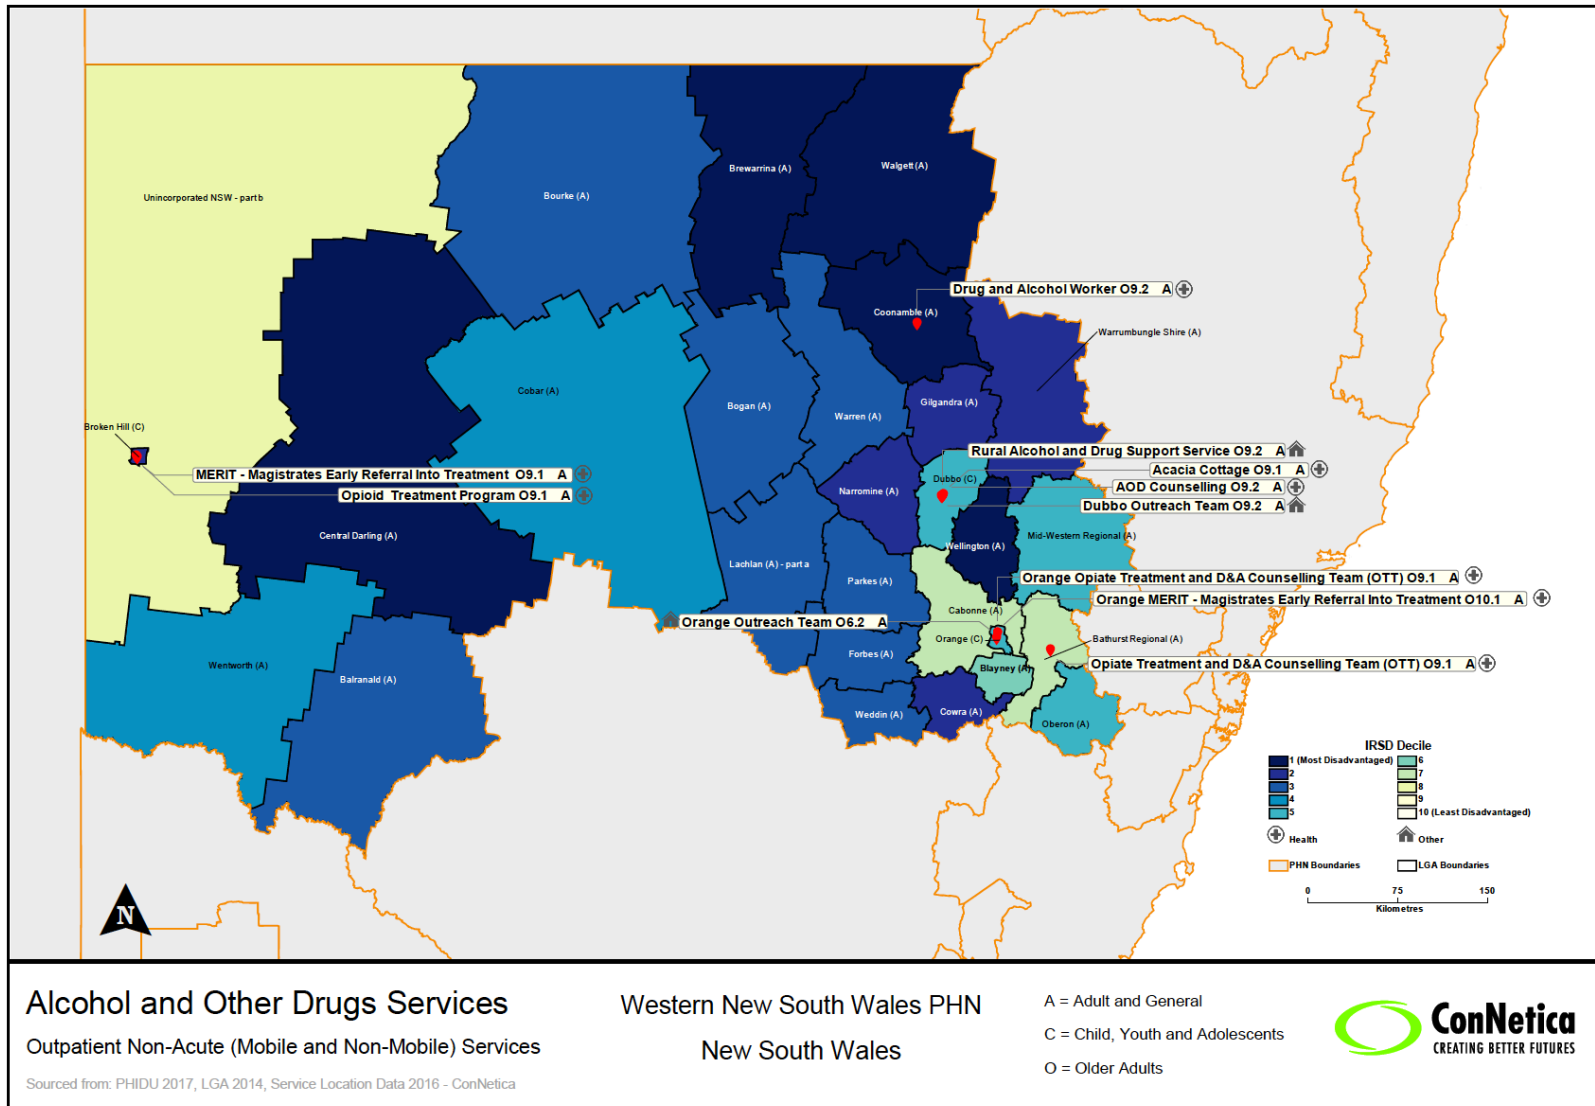 Unincorporated NSW - part b
Bourke (A)
Brewarrina (A)
Walgett (A)
Drug and Alcohol Worker O9.2 A
Coonamble (A)
Warrumbungle Shire (A)
Cobar (A)
Bogan (A)
Warren (A)
Gilgandra (A)
Broken Hill (C)
MERIT - Magistrates Early Referral Into Treatment O9.1 A
Opioid Treatment Program O9.1 A
Rural Alcohol and Drug Support Service O9.2 A
Acacia Cottage O9.1 A
Dubbo (C)
AOD Counselling O9.2 A
Narromine (A)
Dubbo Outreach Team O9.2 A
Central Darling (A)
Wellington (A)
Mid-Western Regional (A)
Lachlan (A) - part a
Parkes (A)
Orange Opiate Treatment and D&A Counselling Team (OTT) O9.1 A
Orange MERIT - Magistrates Early Referral Into Treatment O10.1 A
Cabonne (A)
Orange Outreach Team O6.2 A
Orange (C)
Bathurst Regional (A)
Forbes (A)
Opiate Treatment and D&A Counselling Team (OTT) O9.1 A
Blayney (A)
Wentworth (A)
Balranald (A)
Weddin (A)
Cowra (A)
Oberon (A)
IRSD Decile
1 (Most Disadvantaged)
2
3
4
5
6
7
8
9
10 (Least Disadvantaged)
Health
Other
PHN Boundaries
LGA Boundaries
0 75 150
Kilometres
N
Alcohol and Other Drugs Services
Outpatient Non-Acute (Mobile and Non-Mobile) Services
Sourced from: PHIDU 2017, LGA 2014, Service Location Data 2016 - ConNetica
Western New South Wales PHN
New South Wales
A = Adult and General
C = Child, Youth and Adolescents
O = Older Adults
ConNetica
CREATING BETTER FUTURES